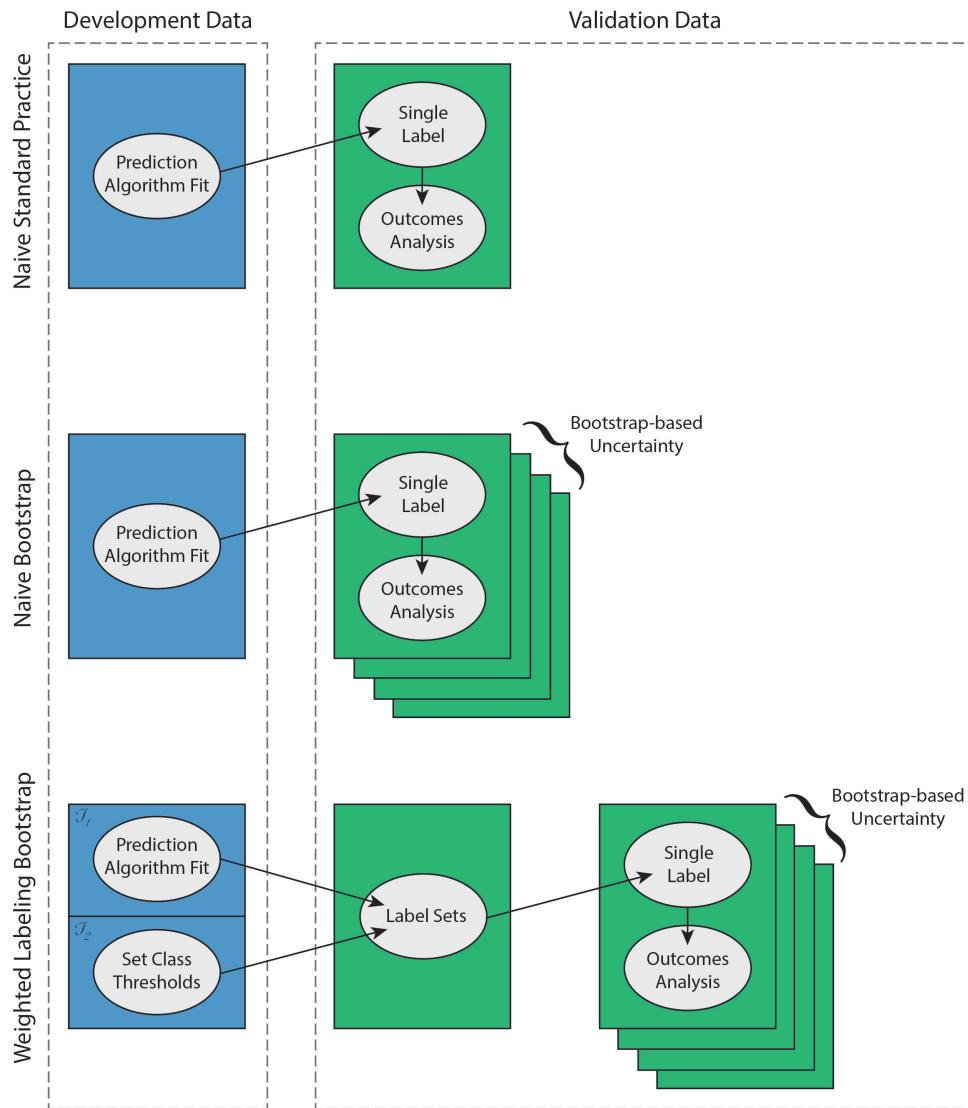 Development Data
Validation Data
Naive Standard Practice
Prediction
Algorithm Fit
Single
Label
Outcomes
Analysis
Naive Bootstrap
Prediction
Algorithm Fit
Single
Label
Outcomes
Analysis
Bootstrap-based
Uncertainty
Weighted Labeling Bootstrap
𝒯₁
Prediction
Algorithm Fit
𝒯₂
Set Class
Thresholds
Label Sets
Single
Label
Outcomes
Analysis
Bootstrap-based
Uncertainty